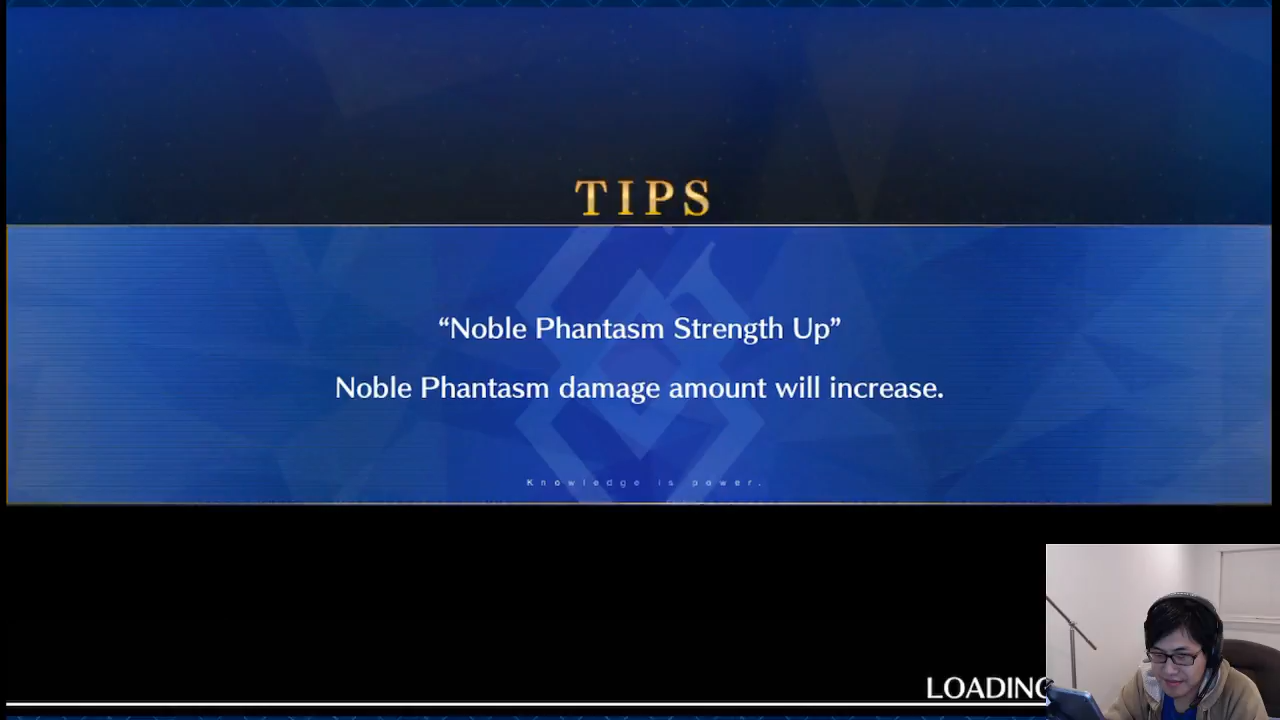 TIPS
“Noble Phantasm Strength Up”
Noble Phantasm damage amount will increase.
Knowledge is power.
LOADING